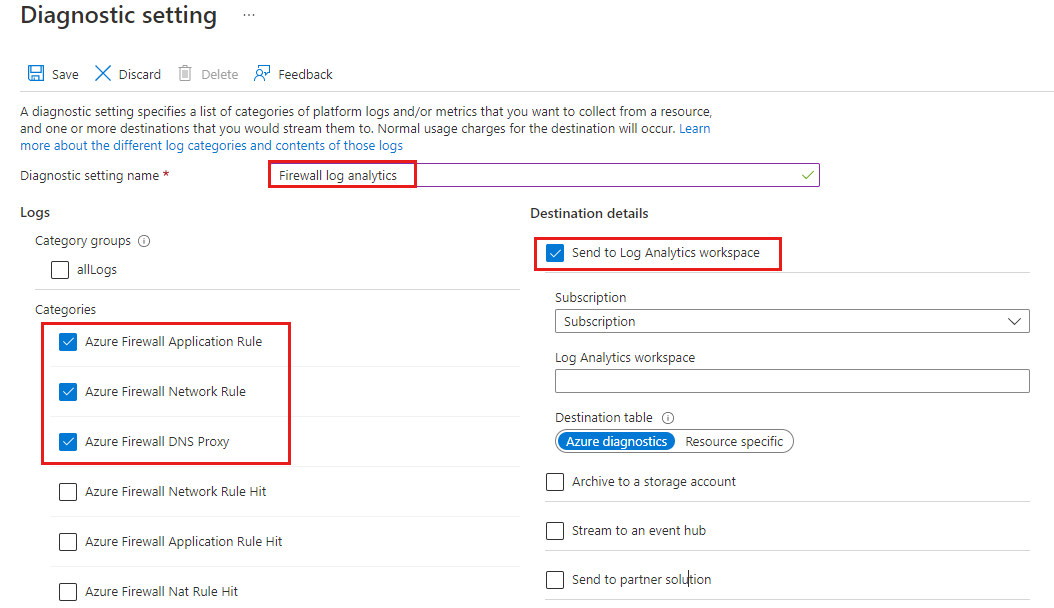 Diagnostic setting ...
Save Discard Delete Feedback
A diagnostic setting specifies a list of categories of platform logs and/or metrics that you want to collect from a resource,
and one or more destinations that you would stream them to. Normal usage charges for the destination will occur. Learn
more about the different log categories and contents of those logs
Diagnostic setting name *
Firewall log analytics
Logs
Category groups
allLogs
Categories
Azure Firewall Application Rule
Azure Firewall Network Rule
Azure Firewall DNS Proxy
Azure Firewall Network Rule Hit
Azure Firewall Application Rule Hit
Azure Firewall Nat Rule Hit
Destination details
Send to Log Analytics workspace
Subscription
Subscription
Log Analytics workspace
Destination table
Azure diagnostics Resource specific
Archive to a storage account
Stream to an event hub
Send to partner solution